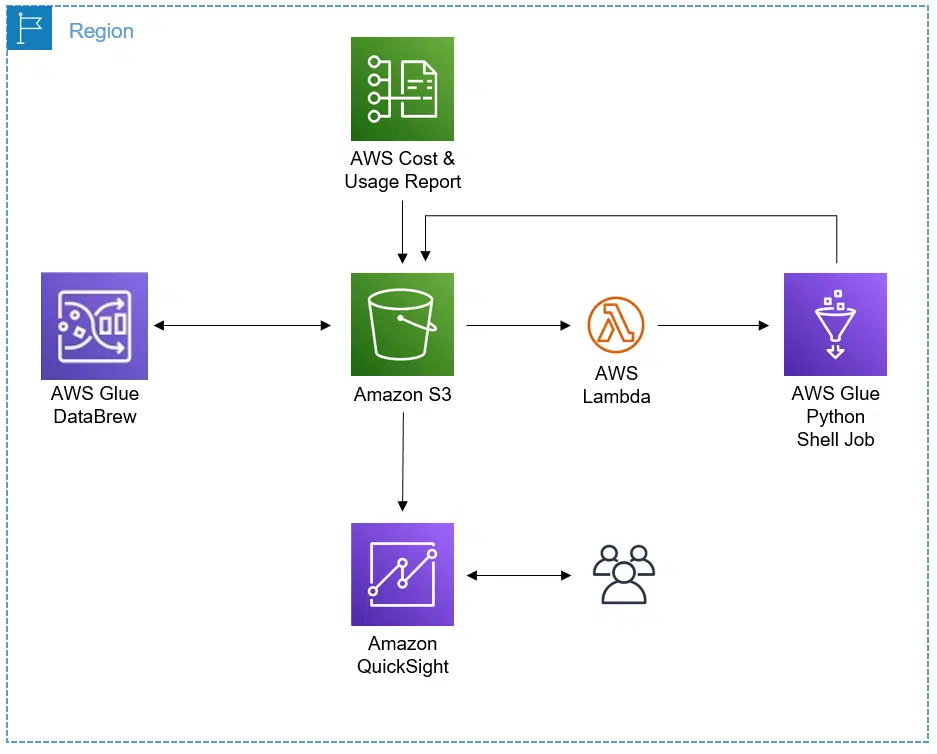 Region
AWS Cost &
Usage Report
AWS Glue
DataBrew
Amazon S3
AWS
Lambda
AWS Glue
Python
Shell Job
Amazon
QuickSight